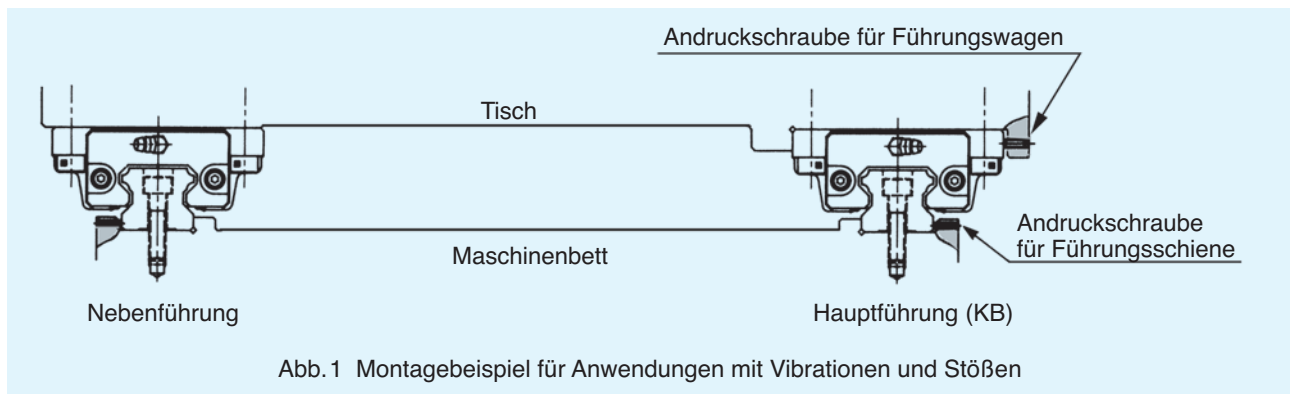 Andruckschraube für Führungswagen
Tisch
Andruckschraube
für Führungsschiene
Maschinenbett
Nebenführung
Hauptführung (KB)
Abb.1 Montagebeispiel für Anwendungen mit Vibrationen und Stößen